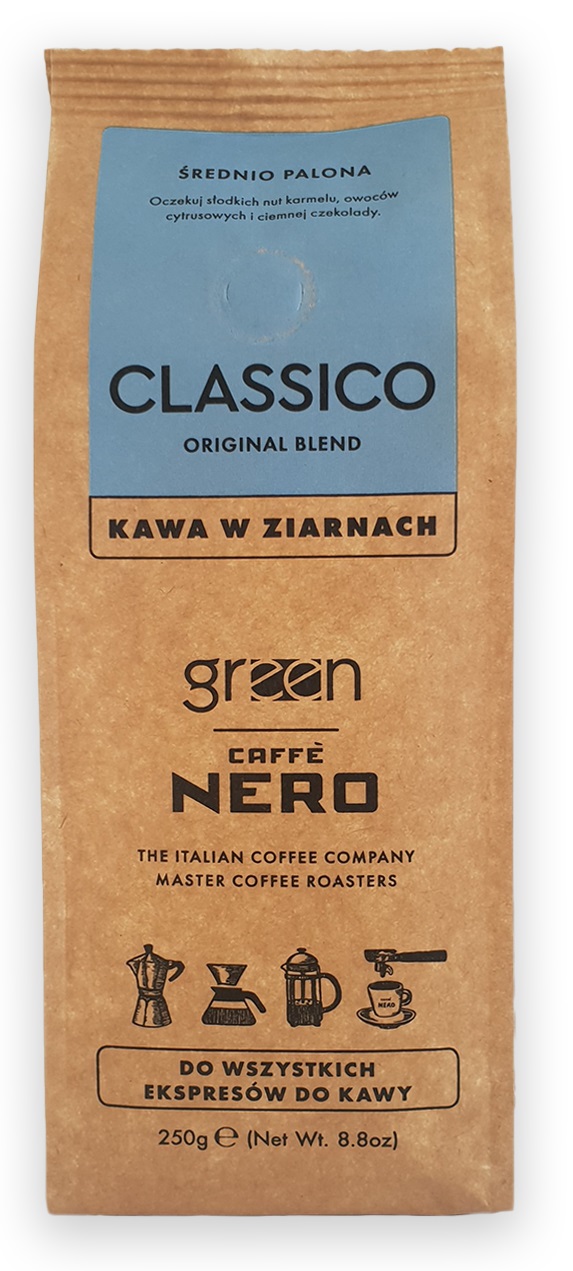 ŚREDNIO PALONA
Oczekuj słodkich nut karmelu, owoców
cytrusowych i ciemnej czekolady.
CLASSICO
ORIGINAL BLEND
KAWA W ZIARNACH
green
CAFFÈ
NERO
THE ITALIAN COFFEE COMPANY
MASTER COFFEE ROASTERS
NERO
DO WSZYSTKICH
EKSPRESÓW DO KAWY
250g ℮ (Net Wt. 8.8oz)